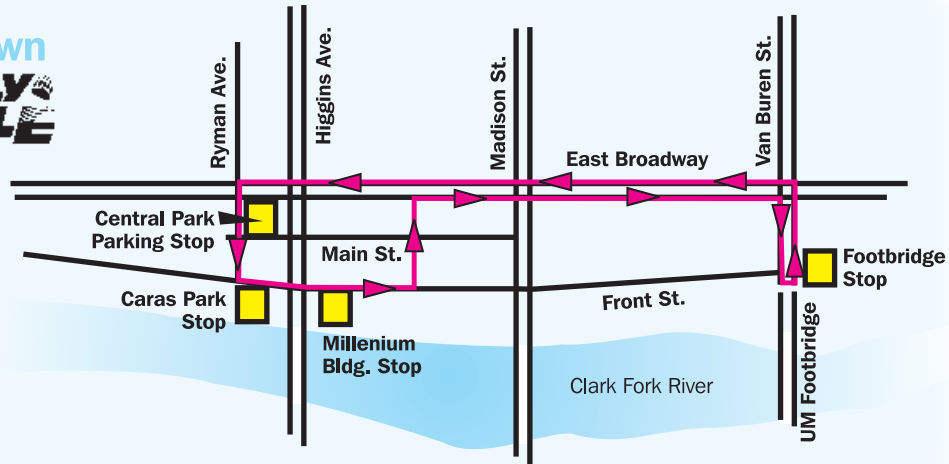 wn
Ryman Ave.
Higgins Ave.
Madison St.
Van Buren St.
East Broadway
Central Park
Parking Stop
Main St.
Footbridge
Stop
Caras Park
Stop
Front St.
Millenium
Bldg. Stop
Clark Fork River
UM Footbridge